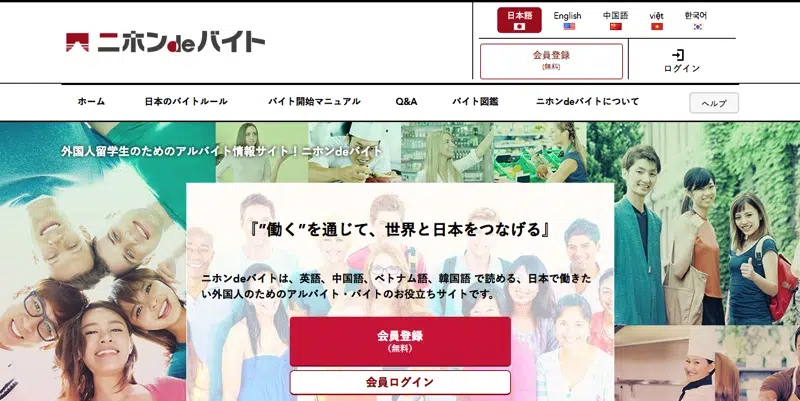 ニホンdeバイト
日本語
English
中国語
việt
한국어
会員登録
(無料)
ログイン
ホーム
日本のバイトルール
バイト開始マニュアル
Q&A
バイト図鑑
ニホンdeバイトについて
ヘルプ
外国人留学生のためのアルバイト情報サイト！ニホンdeバイト
『”働く”を通じて、世界と日本をつなげる』
ニホンdeバイトは、英語、中国語、ベトナム語、韓国語 で読める、日本で働きた
い外国人のためのアルバイト・バイトのお役立ちサイトです。
会員登録
（無料）
会員ログイン